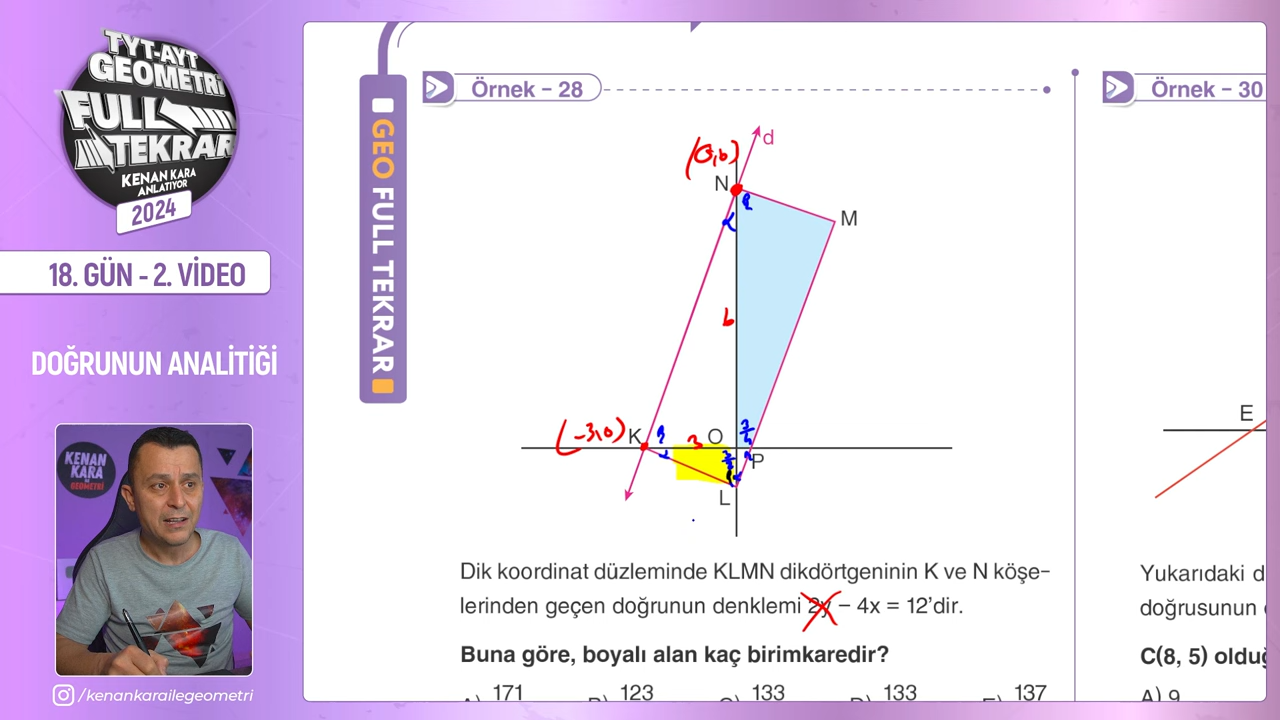 TYT-AYT
GEOMETRİ
FULL
TEKRAR
KENAN KARA
ANLATIYOR
2024
18. GÜN - 2. VİDEO
DOĞRUNUN ANALİTİĞİ
KENAN
KARA
GEOMETRİ
/kenankarailegeometri
GEO FULL TEKRAR
Örnek - 28
d
(0,6)
N
M
6
(-3,0)
K
3
O
P
L
Dik koordinat düzleminde KLMN dikdörtgeninin K ve N köşe-
lerinden geçen doğrunun denklemi 2y - 4x = 12'dir.
Buna göre, boyalı alan kaç birimkaredir?
171
123
C) 133
133
137
Örnek - 30
E
Yukarıdaki d
doğrusunun
C(8, 5) olduğ
A) 9